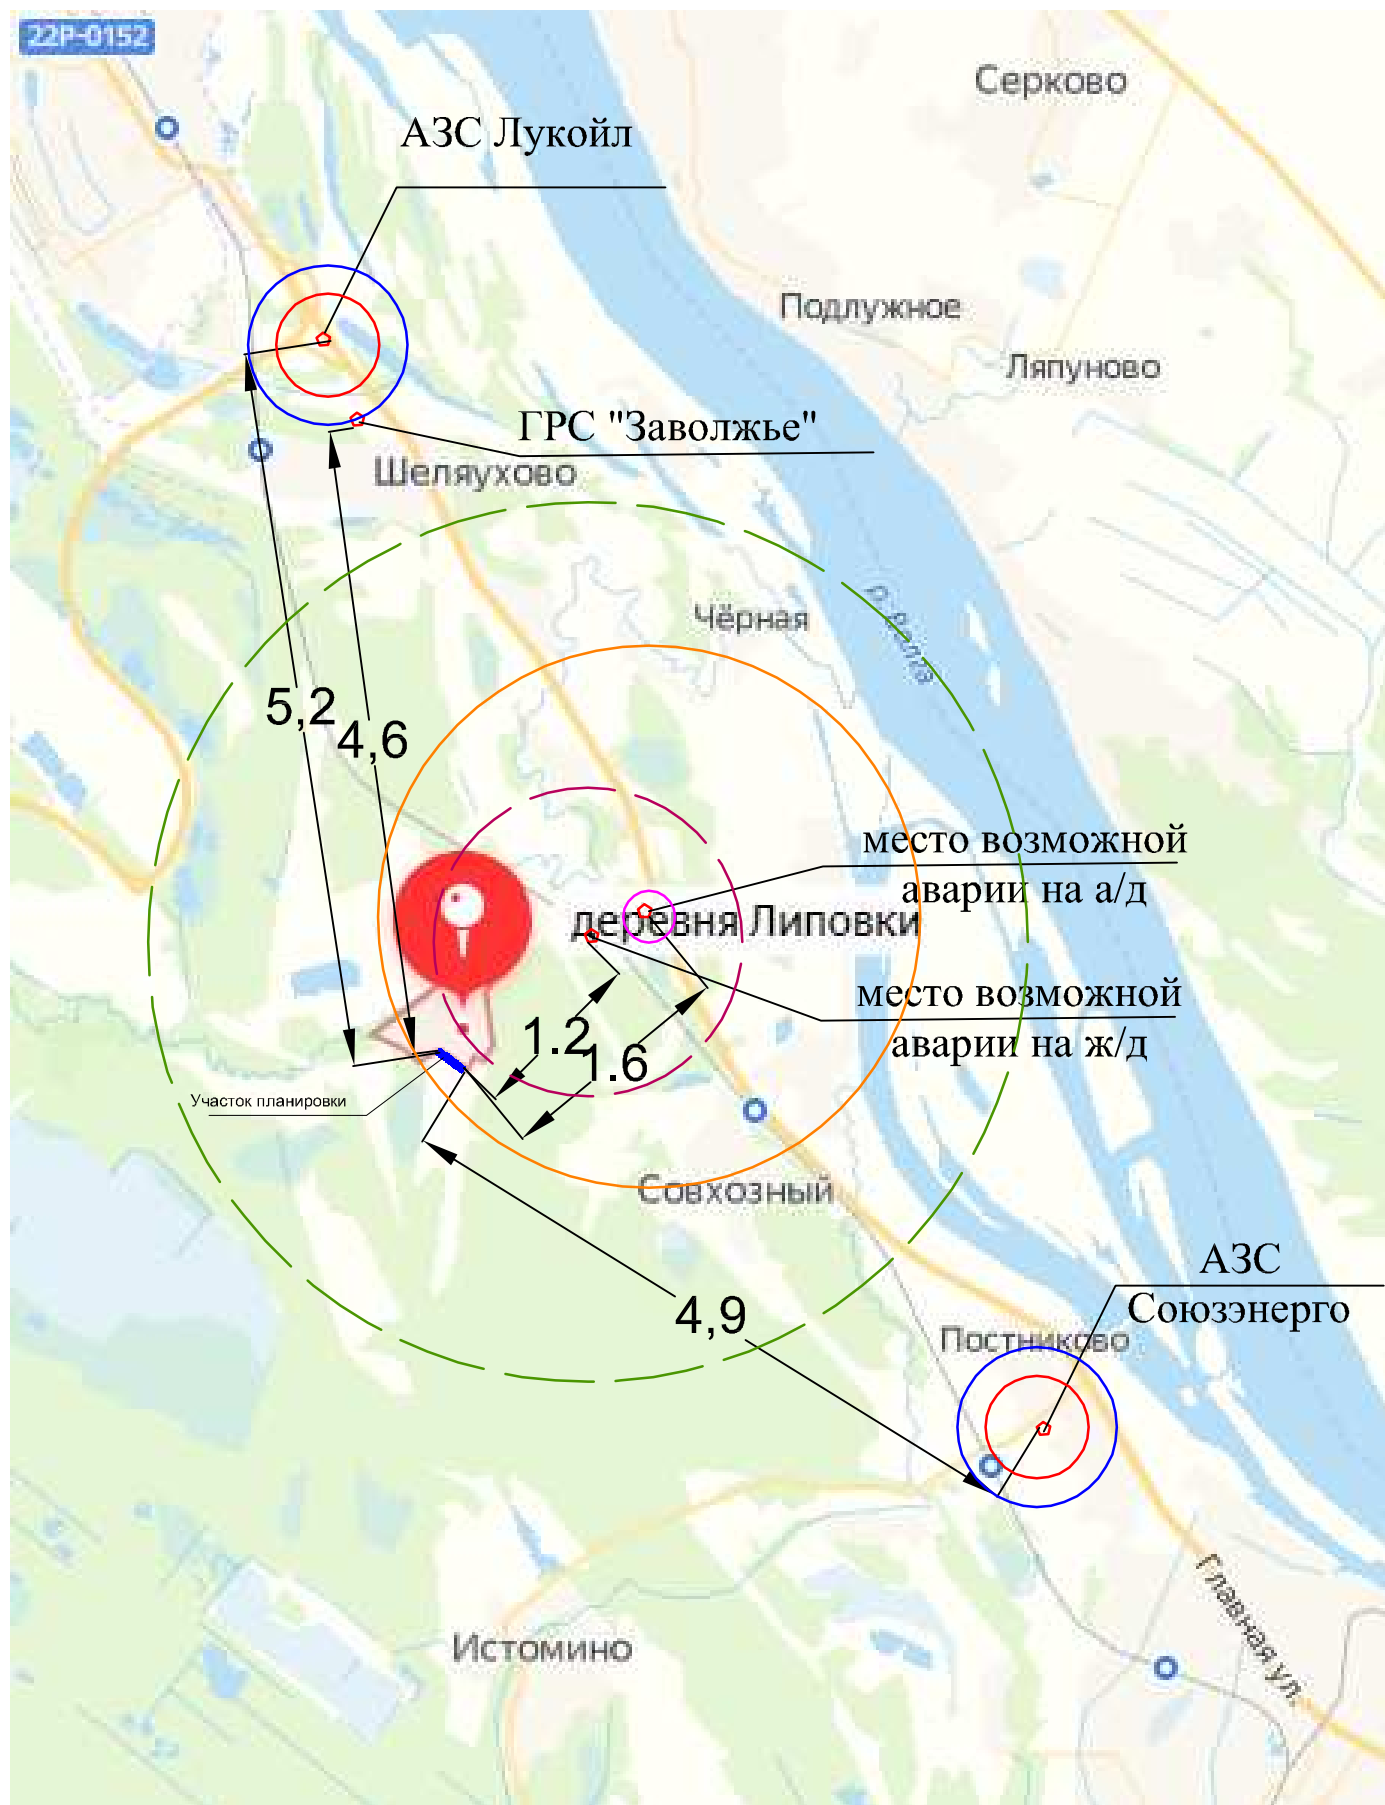 22Р-0152
Серково
АЗС Лукойл
Подлужное
Ляпуново
ГРС "Заволжье"
Шеляухово
Чёрная
р. Волга
5,2
4,6
место возможной
аварии на а/д
деревня Липовки
место возможной
аварии на ж/д
1.2
1.6
Участок планировки
Совхозный
АЗС
Союзэнерго
4,9
Постниково
Главная ул.
Истомино